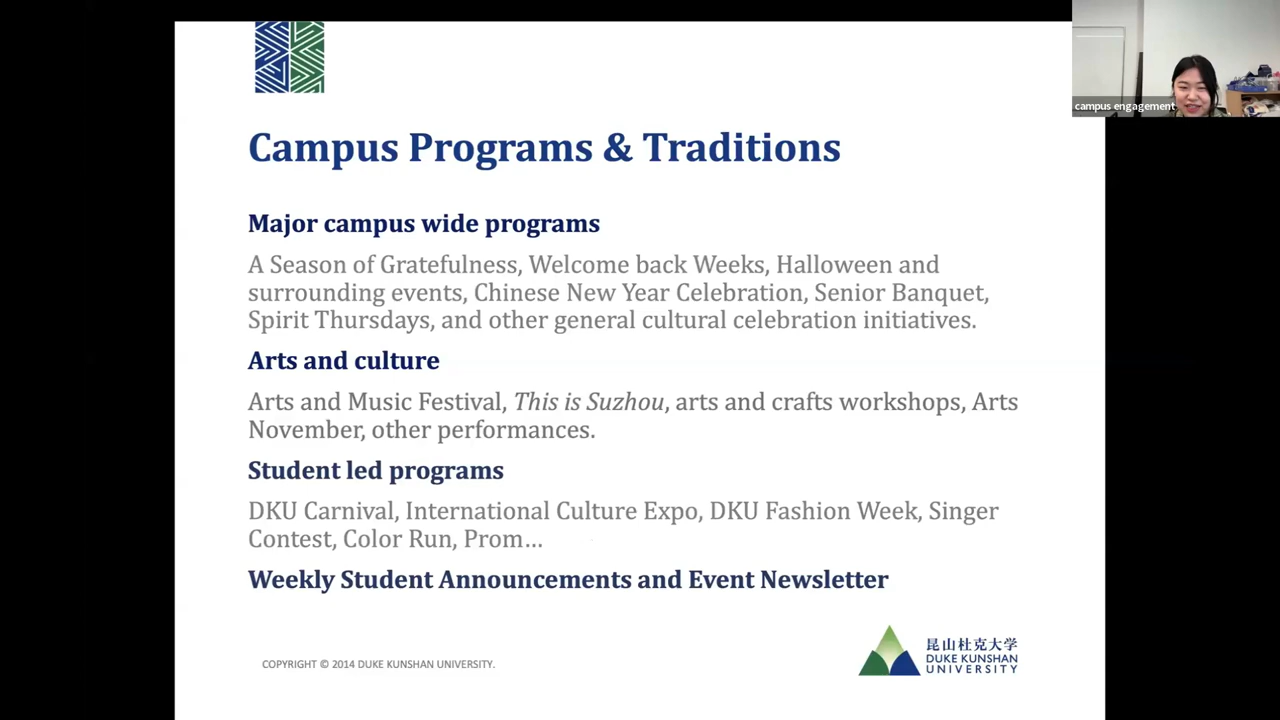 campus engagement
Campus Programs & Traditions
Major campus wide programs
A Season of Gratefulness, Welcome back Weeks, Halloween and
surrounding events, Chinese New Year Celebration, Senior Banquet,
Spirit Thursdays, and other general cultural celebration initiatives.
Arts and culture
Arts and Music Festival, This is Suzhou, arts and crafts workshops, Arts
November, other performances.
Student led programs
DKU Carnival, International Culture Expo, DKU Fashion Week, Singer
Contest, Color Run, Prom…
Weekly Student Announcements and Event Newsletter
COPYRIGHT © 2014 DUKE KUNSHAN UNIVERSITY.
昆山杜克大学
DUKE KUNSHAN
UNIVERSITY